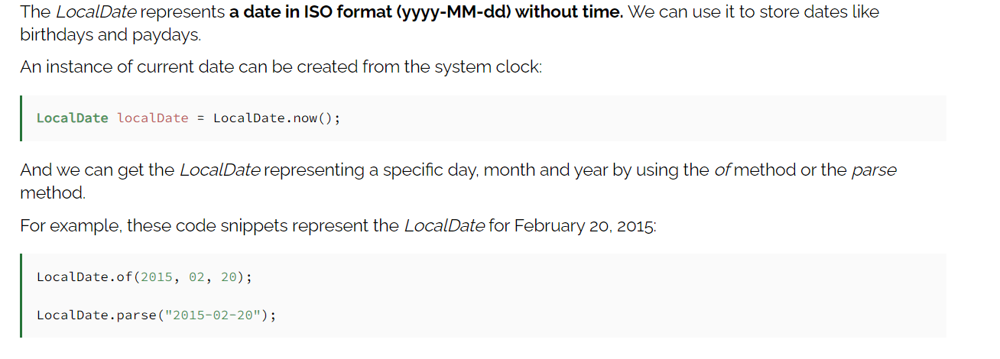 The LocalDate represents a date in ISO format (yyyy-MM-dd) without time. We can use it to store dates like
birthdays and paydays.
An instance of current date can be created from the system clock:
LocalDate localDate = LocalDate.now();
And we can get the LocalDate representing a specific day, month and year by using the of method or the parse
method.
For example, these code snippets represent the LocalDate for February 20, 2015:
LocalDate.of(2015, 02, 20);
LocalDate.parse("2015-02-20");